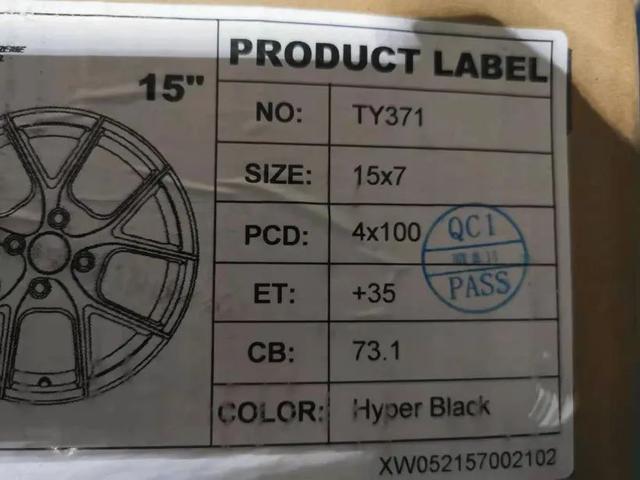 15"
PRODUCT LABEL
NO: TY371
SIZE: 15x7
PCD: 4x100
ET: +35
CB: 73.1
COLOR: Hyper Black
QC1
PASS
XW052157002102